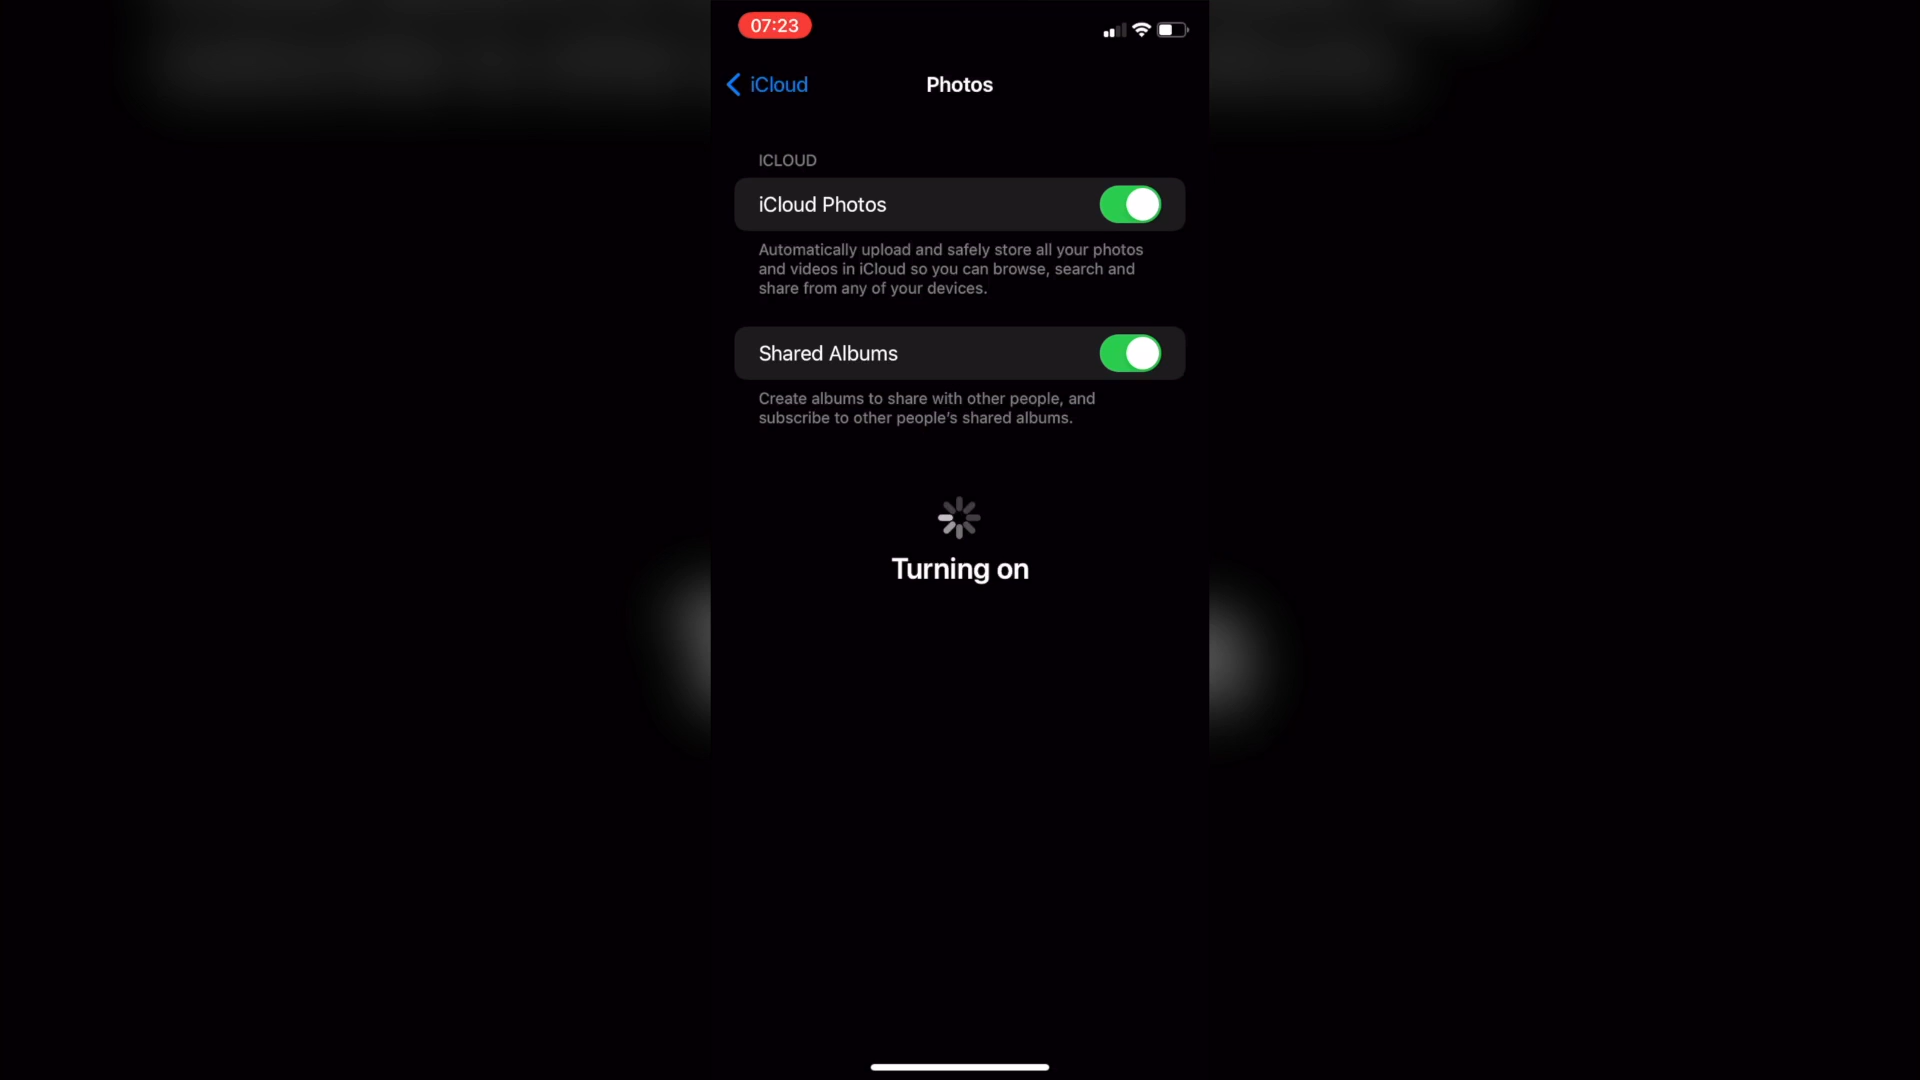 07:23
iCloud
Photos
ICLOUD
iCloud Photos
Automatically upload and safely store all your photos
and videos in iCloud so you can browse, search and
share from any of your devices.
Shared Albums
Create albums to share with other people, and
subscribe to other people’s shared albums.
Turning on